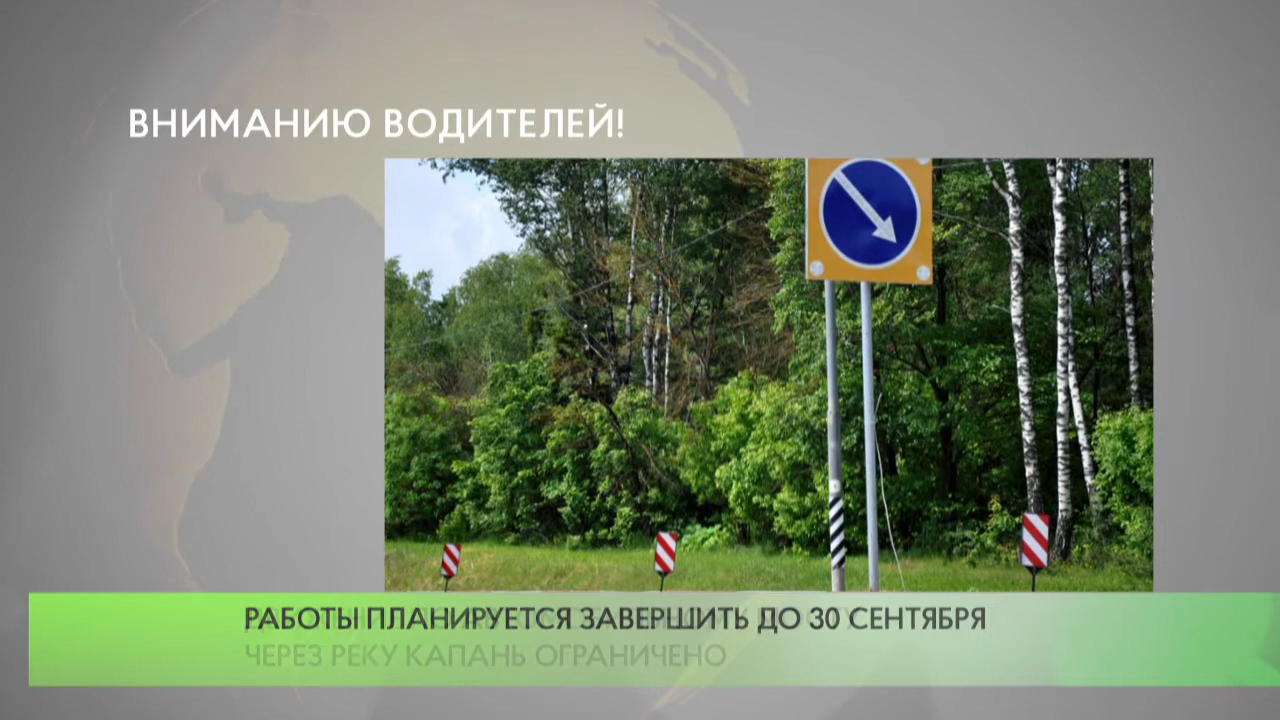 ВНИМАНИЮ ВОДИТЕЛЕЙ!
РАБОТЫ ПЛАНИРУЕТСЯ ЗАВЕРШИТЬ ДО 30 СЕНТЯБРЯ
ЧЕРЕЗ РЕКУ КАПАНЬ ОГРАНИЧЕНО